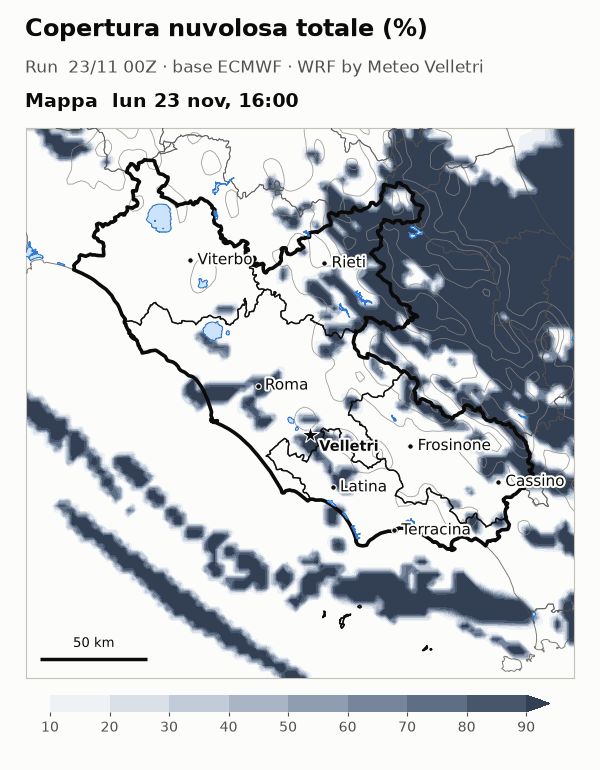 Copertura nuvolosa totale (%)
Run  23/11 00Z · base ECMWF · WRF by Meteo Velletri
Mappa  lun 23 nov, 16:00
Viterbo
Rieti
Roma
Velletri
Frosinone
Latina
Cassino
Terracina
50 km
10 20 30 40 50 60 70 80 90